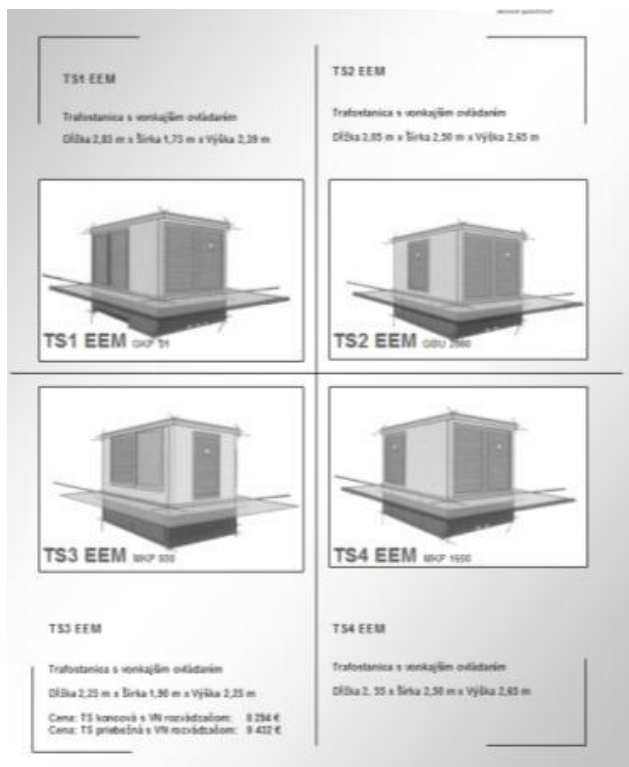 TS1 EEM
Trafostanica s vonkajším ovládaním
Dĺžka 2,83 m x Šírka 1,73 m x Výška 2,39 m
TS2 EEM
Trafostanica s vonkajším ovládaním
Dĺžka 3,05 m x Šírka 2,50 m x Výška 2,65 m
TS1 EEM
TS2 EEM GBU
TS3 EEM MKP
TS4 EEM MKP 1600
TS3 EEM
Trafostanica s vonkajším ovládaním
Dĺžka 2,25 m x Šírka 1,90 m x Výška 2,25 m
Cena: TS koncová s VN rozvádzačom: 8 294 €
Cena: TS priebežná s VN rozvádzačom: 9 432 €
TS4 EEM
Trafostanica s vonkajším ovládaním
Dĺžka 2, 55 x Šírka 2,50 m x Výška 2,65 m